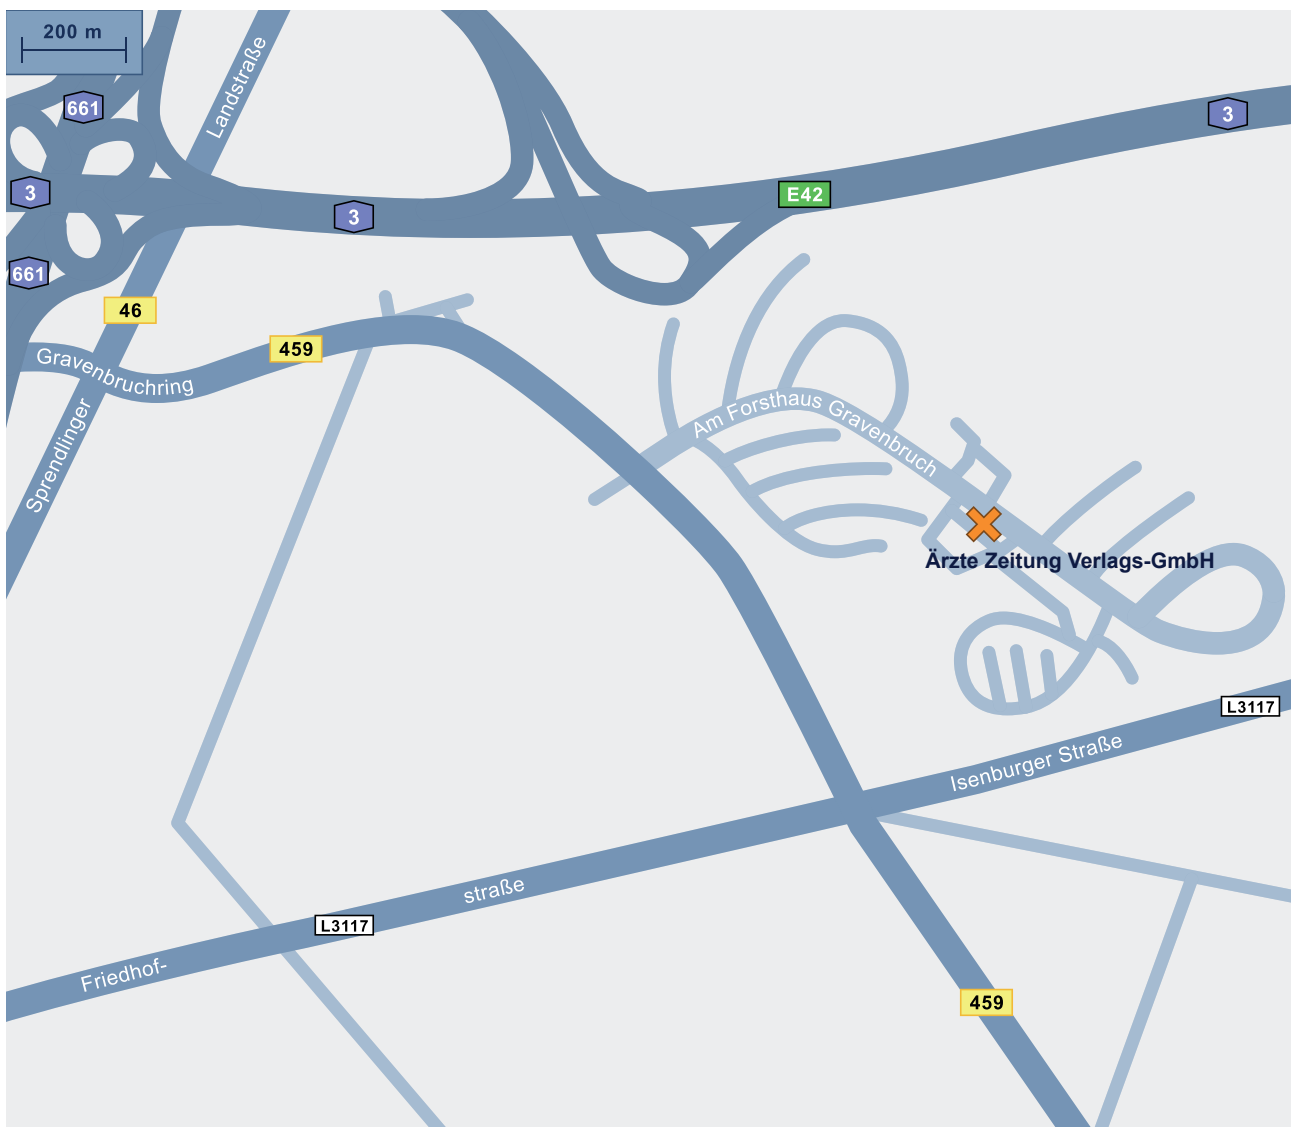 200 m
Landstraße
661
3
3
3
E42
661
46
459
Gravenbruchring
Sprendlinger
Am Forsthaus Gravenbruch
Ärzte Zeitung Verlags-GmbH
L3117
Isenburger Straße
straße
L3117
Friedhof-
459